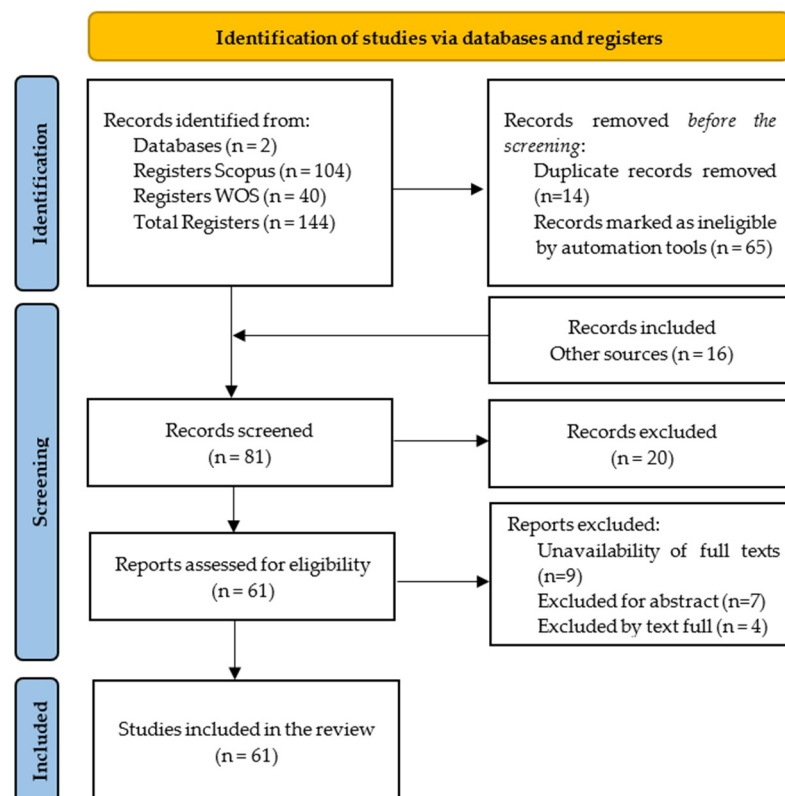 Identification of studies via databases and registers
Identification
Records identified from:
Databases (n = 2)
Registers Scopus (n = 104)
Registers WOS (n = 40)
Total Registers (n = 144)
Records removed before the
screening:
Duplicate records removed
(n=14)
Records marked as ineligible
by automation tools (n = 65)
Screening
Records included
Other sources (n = 16)
Records screened
(n = 81)
Records excluded
(n = 20)
Reports assessed for eligibility
(n = 61)
Reports excluded:
Unavailability of full texts
(n=9)
Excluded for abstract (n=7)
Excluded by text full (n = 4)
Included
Studies included in the review
(n = 61)